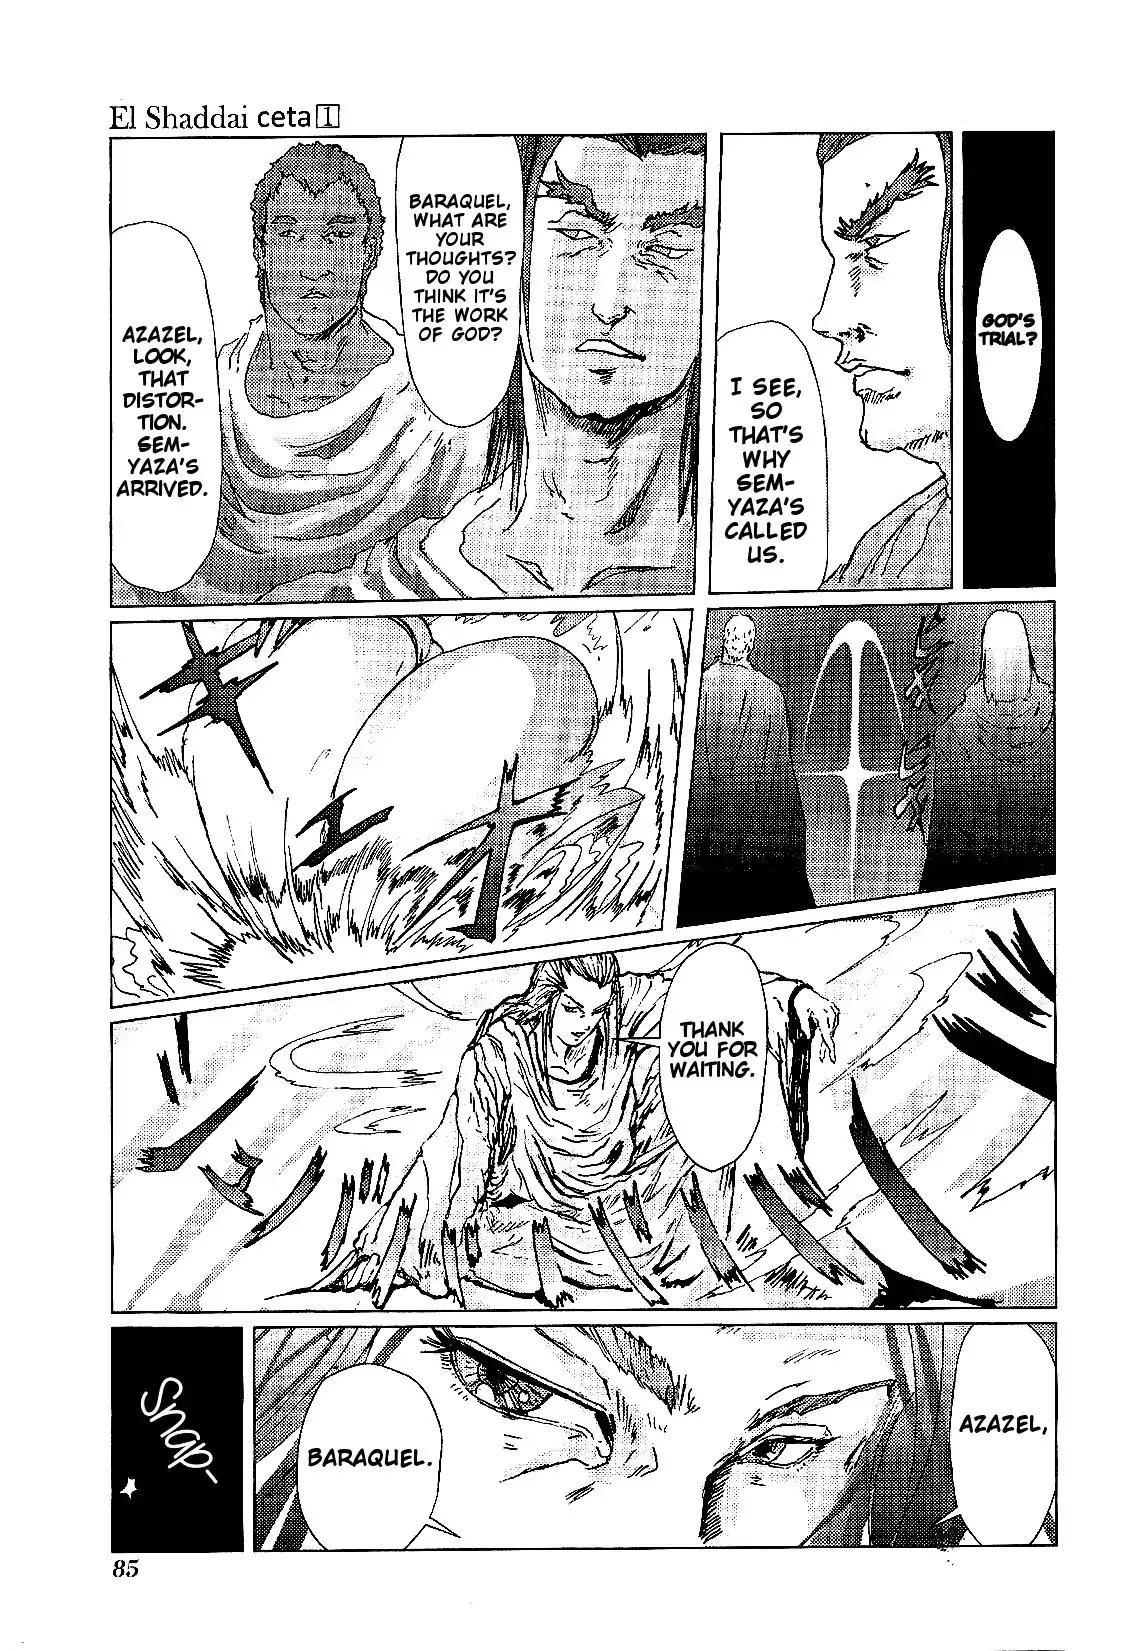 El Shaddai ceta 1
GOD'S
TRIAL?
I SEE,
SO
THAT'S
WHY
SEM-
YAZA'S
CALLED
US.
BARAQUEL,
WHAT ARE
YOUR
THOUGHTS?
DO YOU
THINK IT'S
THE WORK
OF GOD?
AZAZEL,
LOOK,
THAT
DISTOR-
TION.
SEM-
YAZA'S
ARRIVED.
THANK
YOU FOR
WAITING.
AZAZEL,
BARAQUEL.
Snap-
85